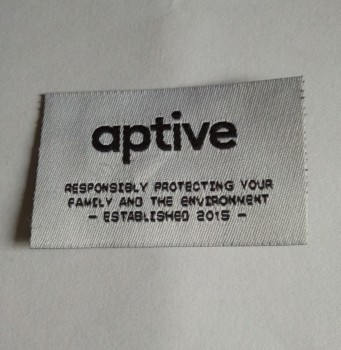 aptive
RESPONSIBLY PROTECTING YOUR
FAMILY AND THE ENVIRONMENT
- ESTABLISHED 2015 -